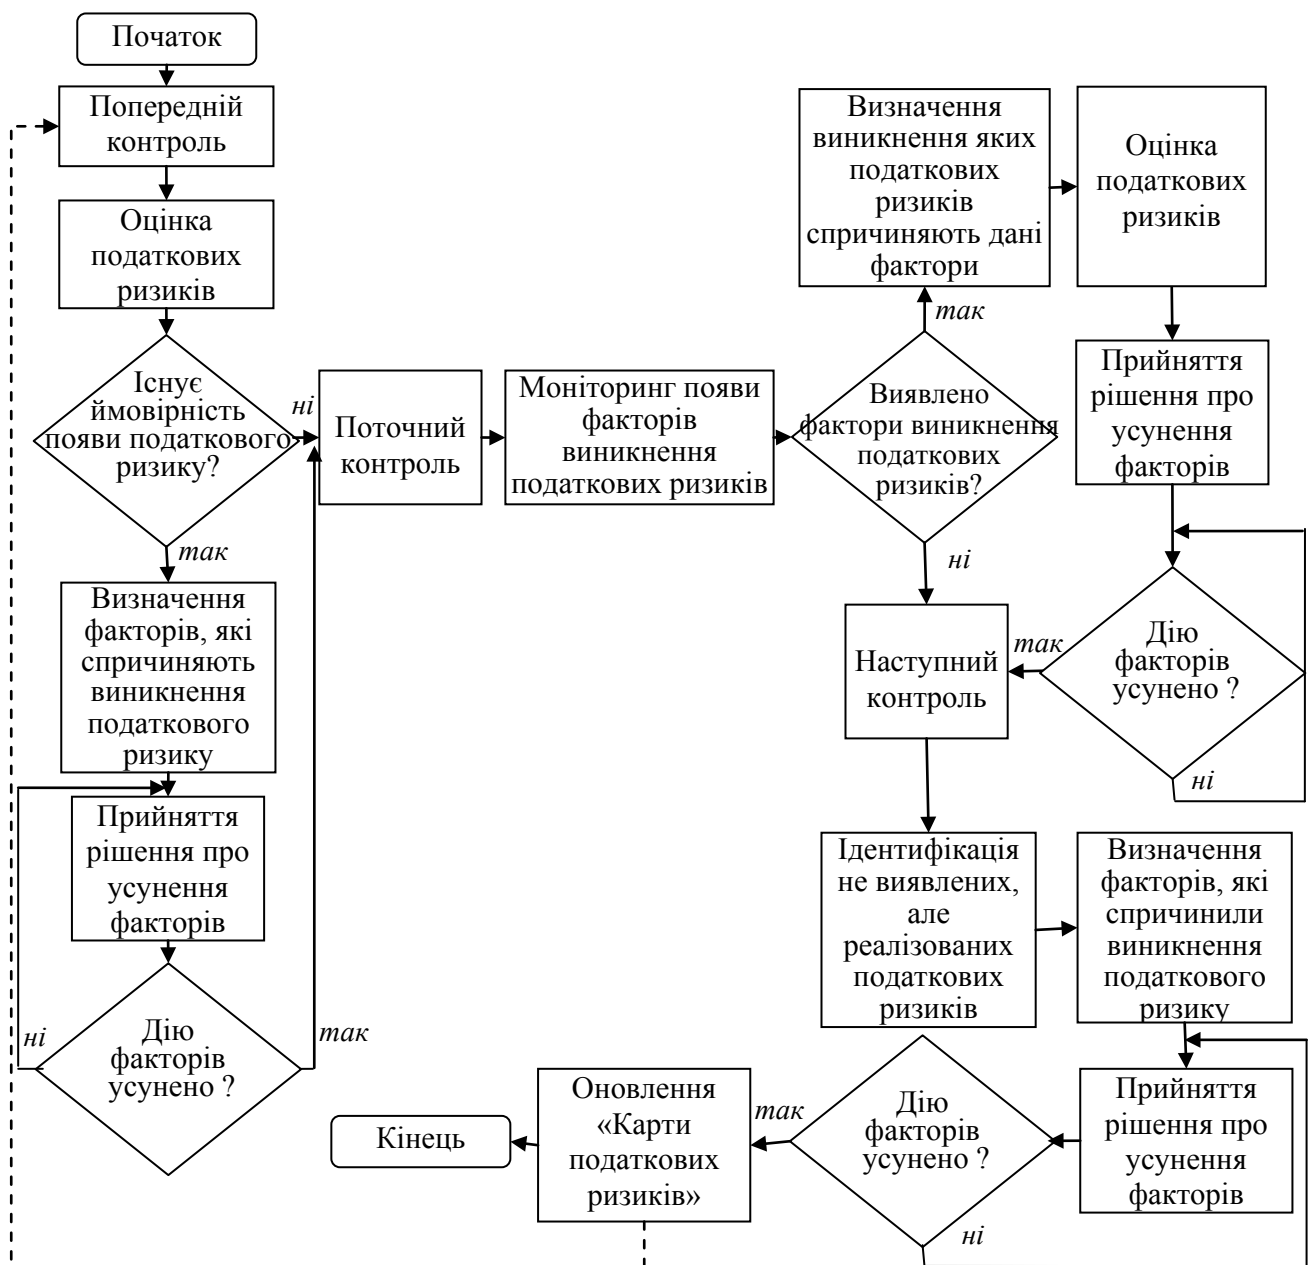 Початок
Попередній
контроль
Оцінка
податкових
ризиків
Існує
ймовірність
появи податкового
ризику?
ні
так
Визначення
факторів, які
спричиняють
виникнення
податкового
ризику
Прийняття
рішення про
усунення
факторів
Дію
факторів
усунено ?
ні
так
Поточний
контроль
Моніторинг появи
факторів
виникнення
податкових ризиків
Виявлено
фактори виникнення
податкових
ризиків?
так
ні
Визначення
виникнення яких
податкових
ризиків
спричиняють дані
фактори
Оцінка
податкових
ризиків
Прийняття
рішення про
усунення
факторів
Дію
факторів
усунено ?
так
ні
Наступний
контроль
Ідентифікація
не виявлених,
але
реалізованих
податкових
ризиків
Визначення
факторів, які
спричинили
виникнення
податкового
ризику
Прийняття
рішення про
усунення
факторів
Дію
факторів
усунено ?
так
ні
Оновлення
«Карти
податкових
ризиків»
Кінець